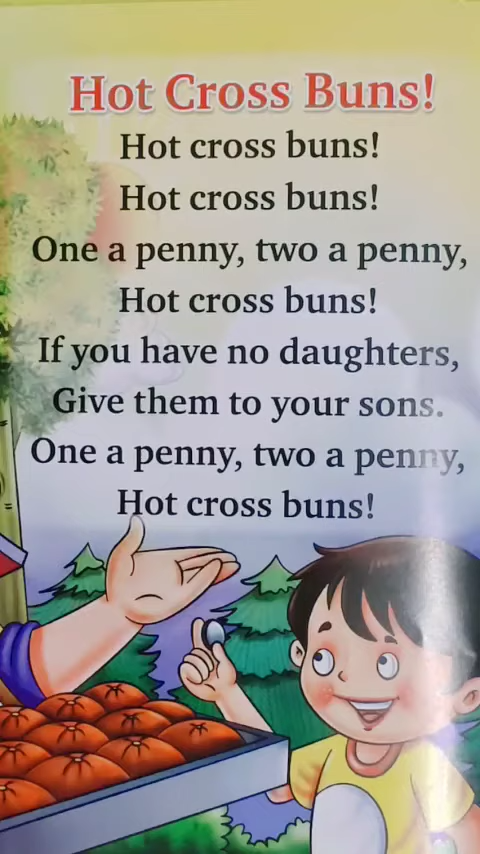 Hot Cross Buns!
Hot cross buns!
Hot cross buns!
One a penny, two a penny,
Hot cross buns!
If you have no daughters,
Give them to your sons.
One a penny, two a penny,
Hot cross buns!